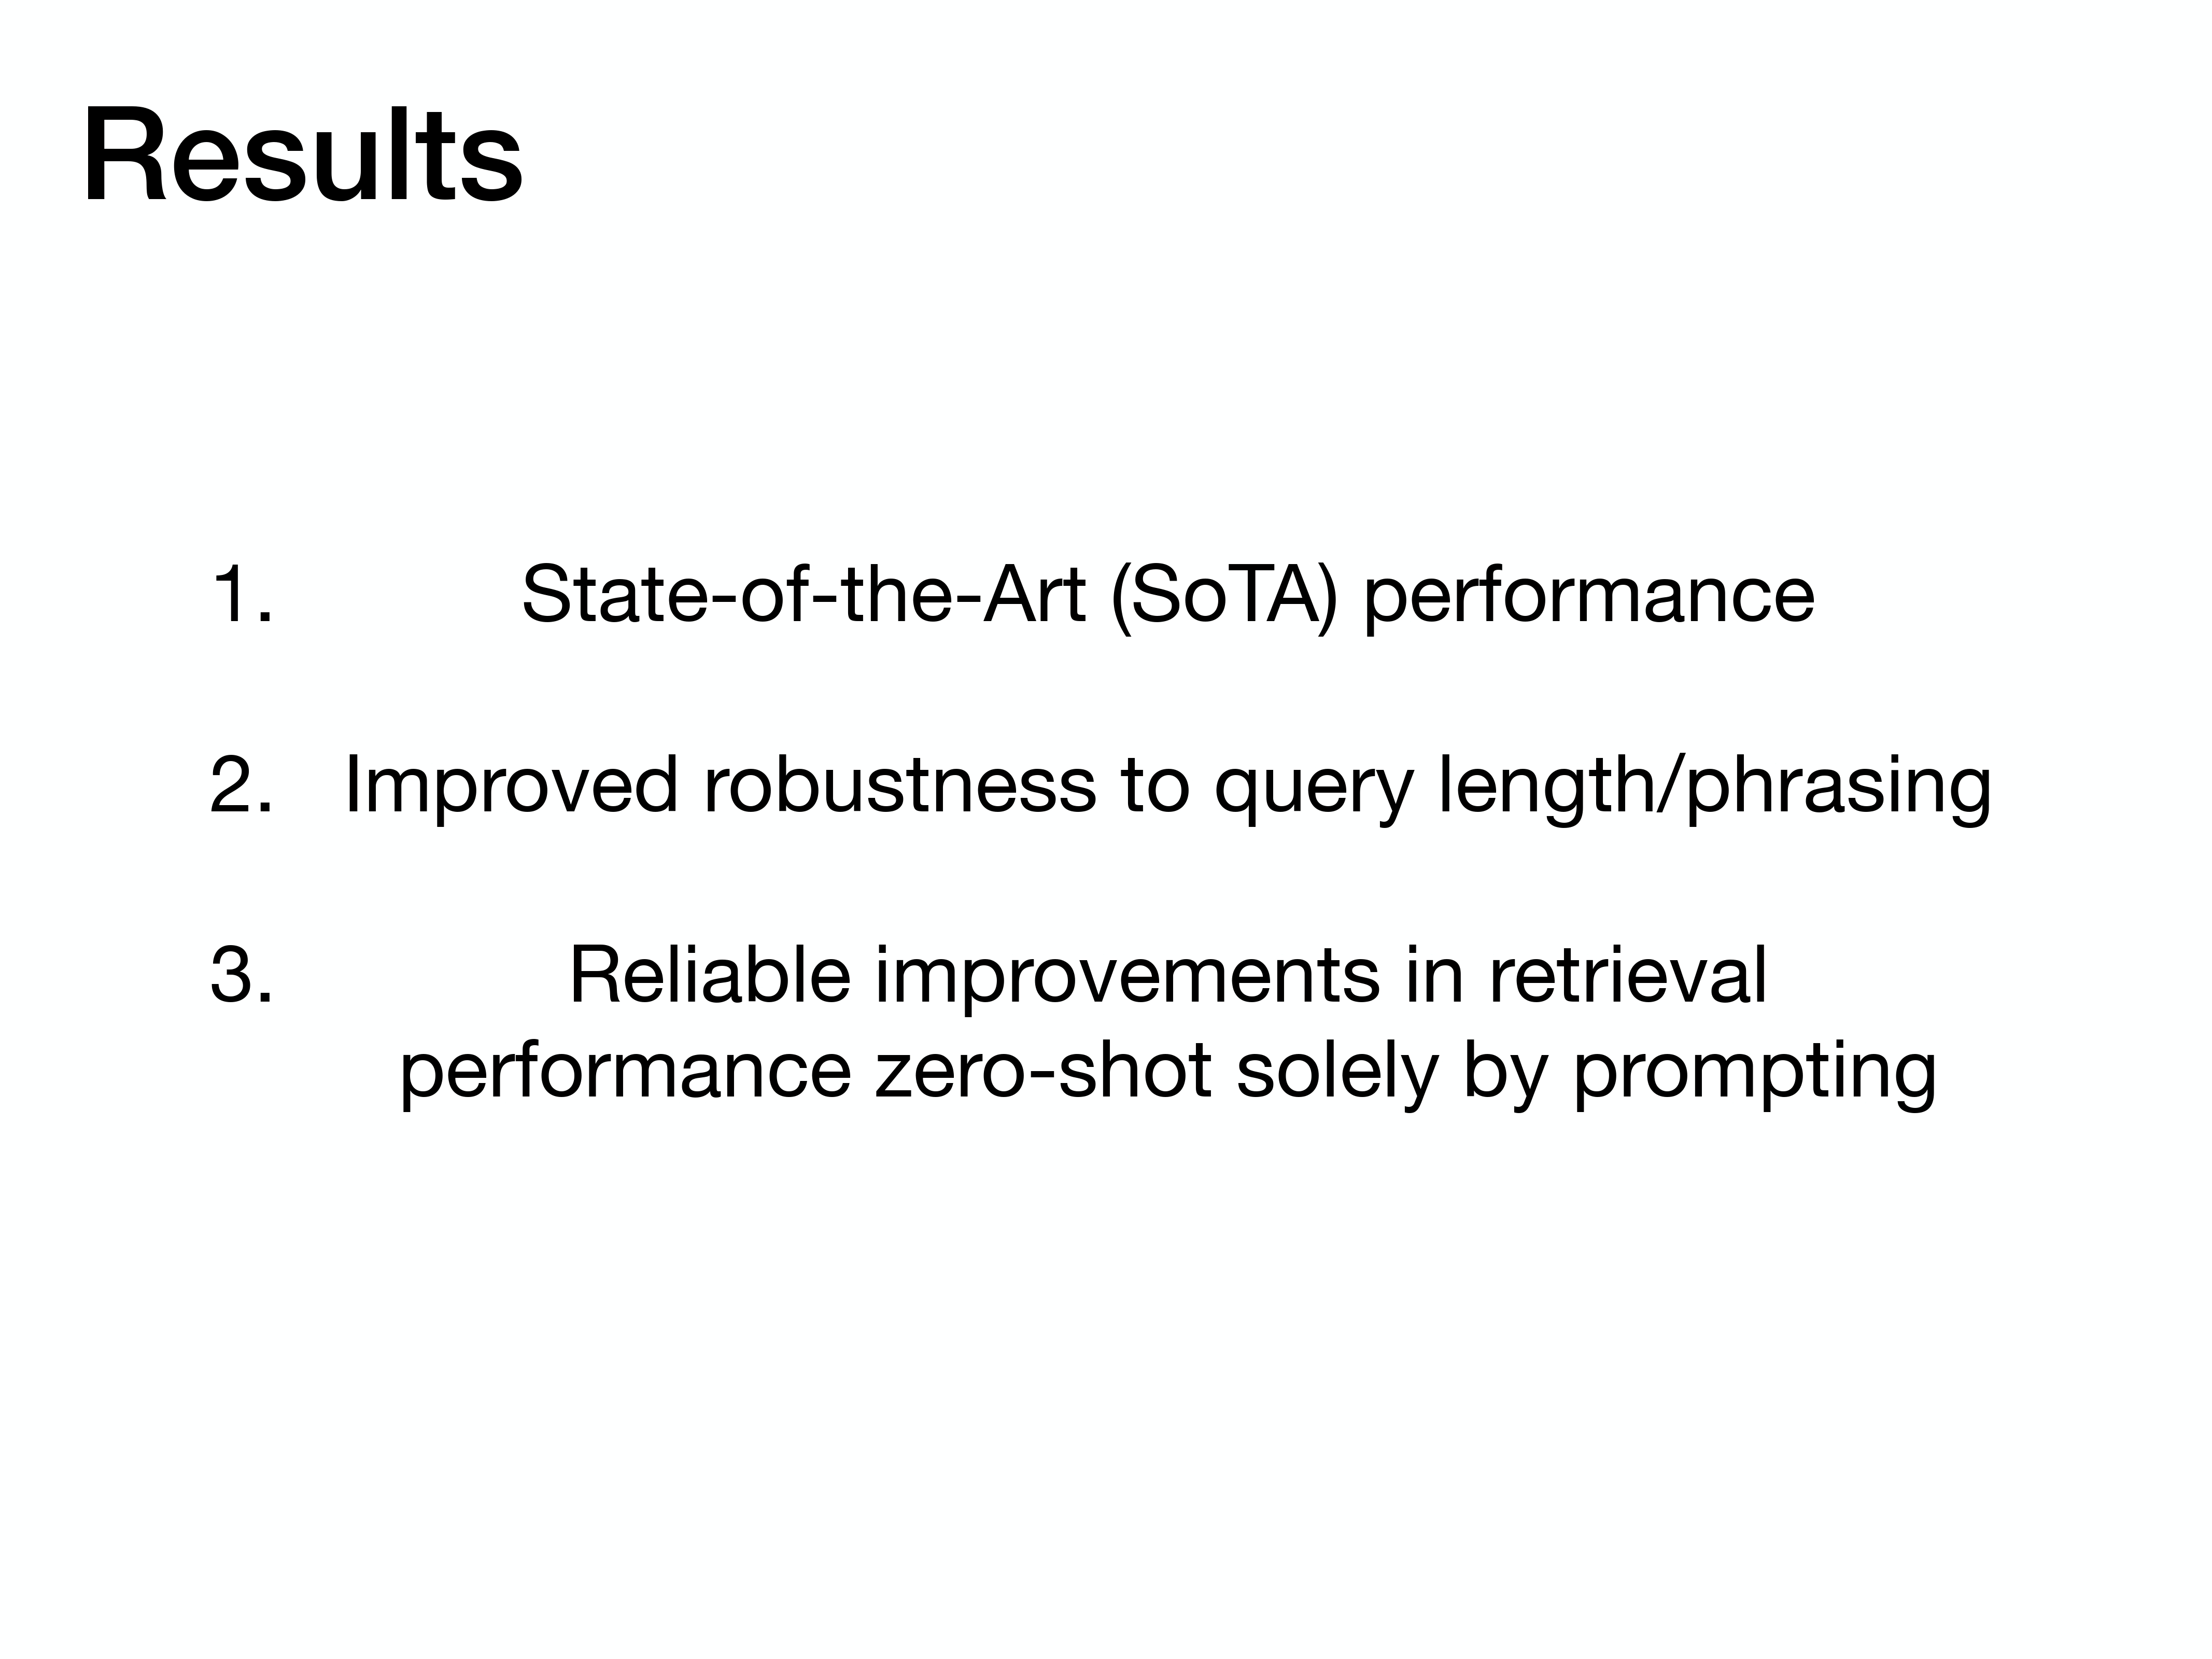 Results
1. State-of-the-Art (SoTA) performance
2. Improved robustness to query length/phrasing
3. Reliable improvements in retrieval
performance zero-shot solely by prompting